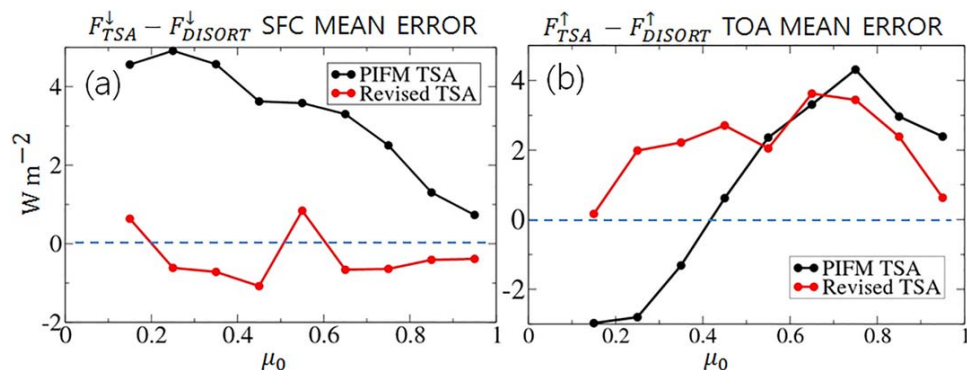 F↓TSA − F↓DISORT SFC MEAN ERROR
(a)
PIFM TSA
Revised TSA
W m−2
4
2
0
-2
0 0.2 0.4 0.6 0.8 1
μ0
F↑TSA − F↑DISORT TOA MEAN ERROR
(b)
PIFM TSA
Revised TSA
4
2
0
-2
0 0.2 0.4 0.6 0.8 1
μ0